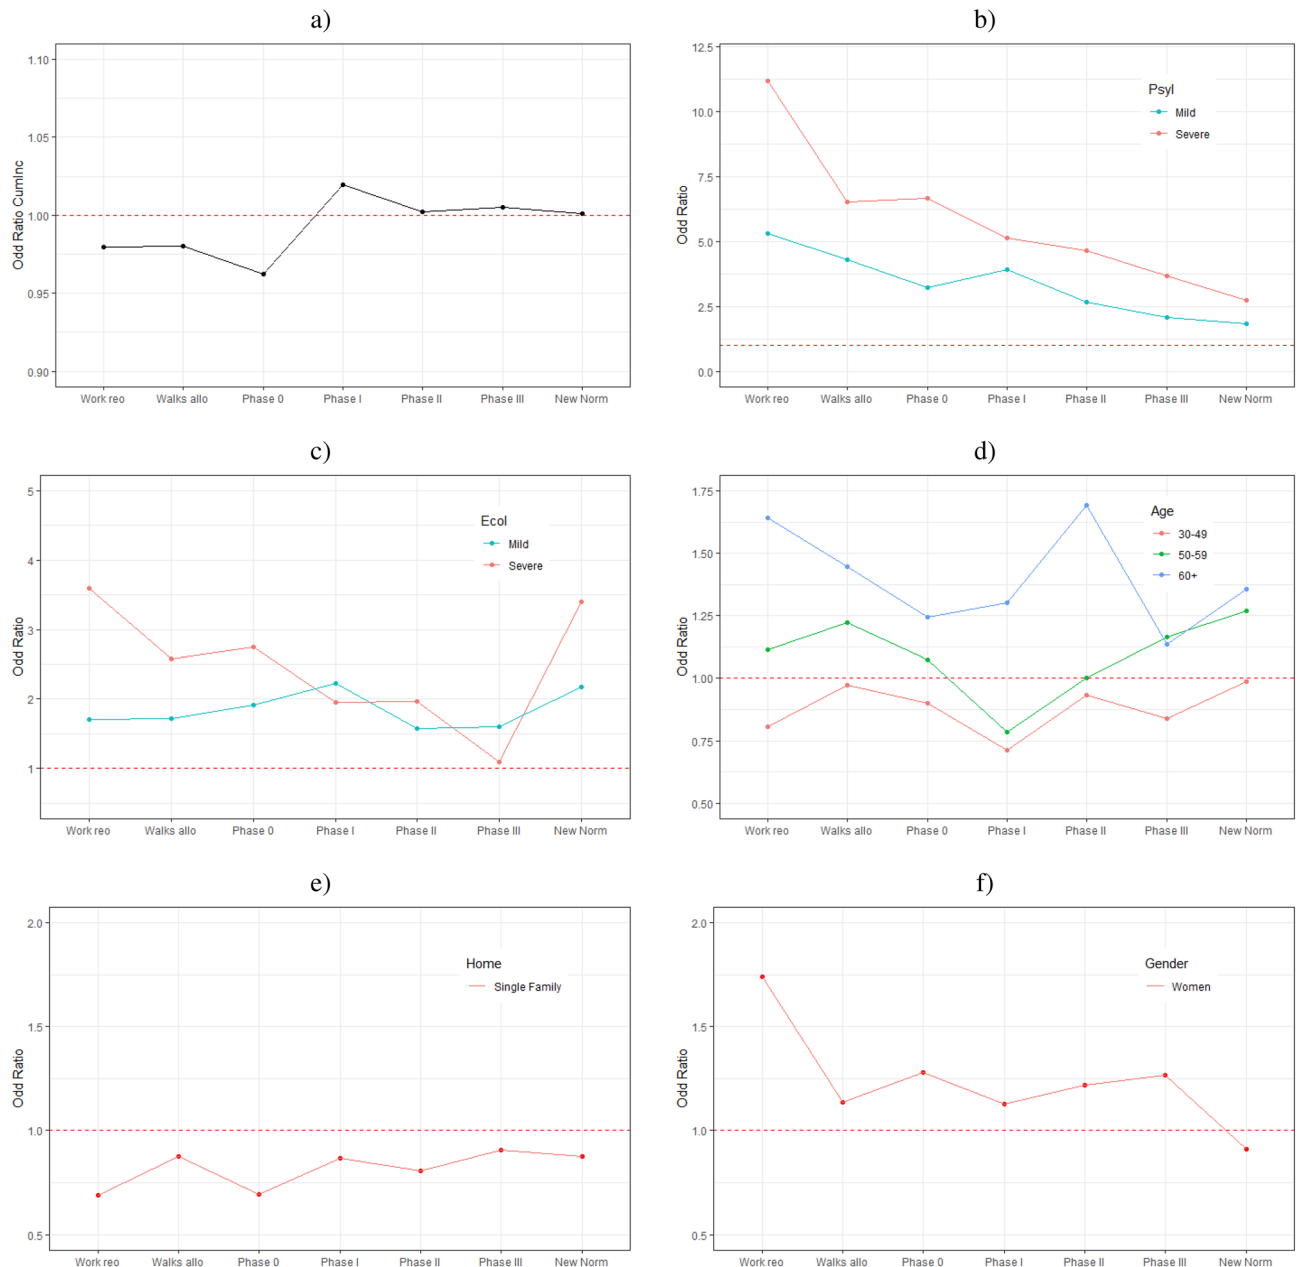 a)
1.10
1.05
1.00
0.95
0.90
Odd Ratio CumInc
Work reo Walks allo Phase 0 Phase I Phase II Phase III New Norm
b)
12.5
10.0
7.5
5.0
2.5
0.0
Odd Ratio
Psyl
Mild
Severe
Work reo Walks allo Phase 0 Phase I Phase II Phase III New Norm
c)
5
4
3
2
1
Odd Ratio
Ecol
Mild
Severe
Work reo Walks allo Phase 0 Phase I Phase II Phase III New Norm
d)
1.75
1.50
1.25
1.00
0.75
0.50
Odd Ratio
Age
30-49
50-59
60+
Work reo Walks allo Phase 0 Phase I Phase II Phase III New Norm
e)
2.0
1.5
1.0
0.5
Odd Ratio
Home
Single Family
Work reo Walks allo Phase 0 Phase I Phase II Phase III New Norm
f)
2.0
1.5
1.0
0.5
Odd Ratio
Gender
Women
Work reo Walks allo Phase 0 Phase I Phase II Phase III New Norm